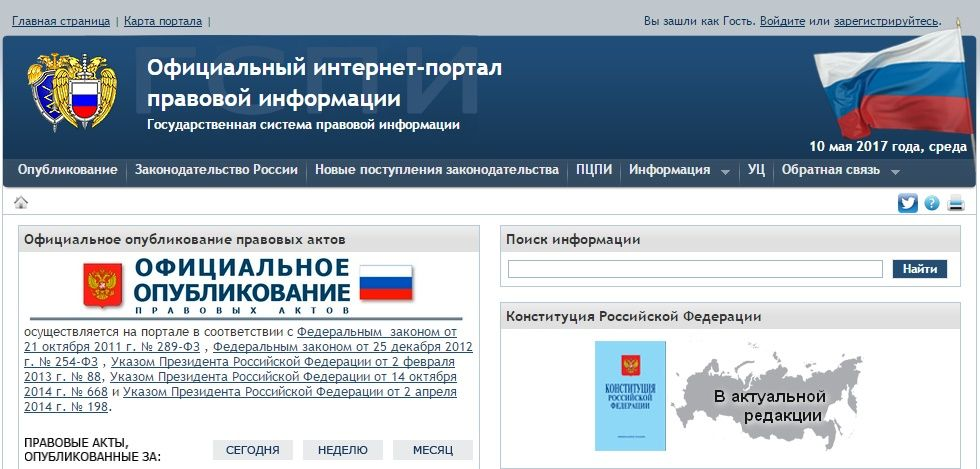 Главная страница | Карта портала |
Вы зашли как Гость. Войдите или зарегистрируйтесь.
ГСПИ
Официальный интернет-портал
правовой информации
Государственная система правовой информации
10 мая 2017 года, среда
Опубликование Законодательство России Новые поступления законодательства ПЦПИ Информация УЦ Обратная связь
Официальное опубликование правовых актов
ОФИЦИАЛЬНОЕ
ОПУБЛИКОВАНИЕ
ПРАВОВЫХ АКТОВ
осуществляется на портале в соответствии с Федеральным законом от
21 октября 2011 г. № 289-ФЗ , Федеральным законом от 25 декабря 2012
г. № 254-ФЗ , Указом Президента Российской Федерации от 2 февраля
2013 г. № 88, Указом Президента Российской Федерации от 14 октября
2014 г. № 668 и Указом Президента Российской Федерации от 2 апреля
2014 г. № 198.
ПРАВОВЫЕ АКТЫ,
ОПУБЛИКОВАННЫЕ ЗА:
СЕГОДНЯ НЕДЕЛЮ МЕСЯЦ
Поиск информации
Найти
Конституция Российской Федерации
КОНСТИТУЦИЯ
РОССИЙСКОЙ
ФЕДЕРАЦИИ
В актуальной
редакции